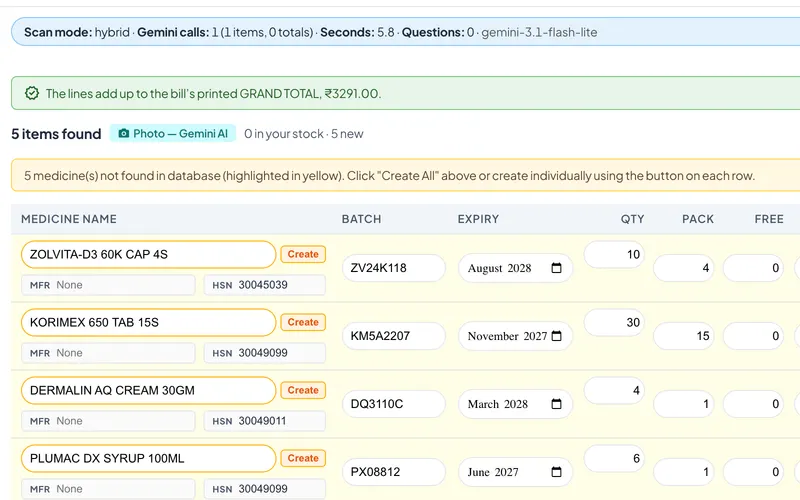 Scan mode: hybrid · Gemini calls: 1 (1 items, 0 totals) · Seconds: 5.8 · Questions: 0 · gemini-3.1-flash-lite
The lines add up to the bill's printed GRAND TOTAL, ₹3291.00.
5 items found Photo — Gemini AI 0 in your stock · 5 new
5 medicine(s) not found in database (highlighted in yellow). Click "Create All" above or create individually using the button on each row.
MEDICINE NAME BATCH EXPIRY QTY PACK FREE
ZOLVITA-D3 60K CAP 4S Create ZV24K118 August 2028 10 4 0
MFR None HSN 30045039
KORIMEX 650 TAB 15S Create KM5A2207 November 2027 30 15 0
MFR None HSN 30049099
DERMALIN AQ CREAM 30GM Create DQ3110C March 2028 4 1 0
MFR None HSN 30049011
PLUMAC DX SYRUP 100ML Create PX08812 June 2027 6 1 0
MFR None HSN 30049099